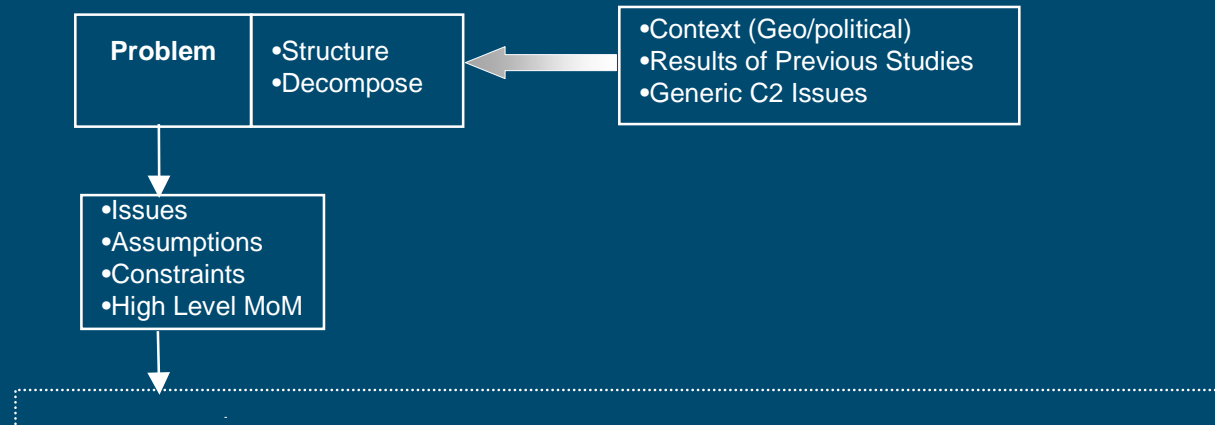 Problem
•Structure
•Decompose
•Context (Geo/political)
•Results of Previous Studies
•Generic C2 Issues
•Issues
•Assumptions
•Constraints
•High Level MoM